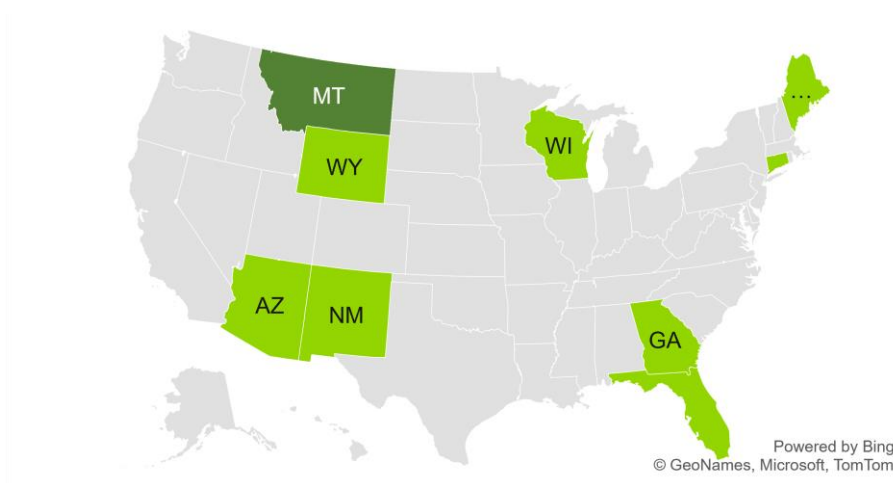 MT
...
WI
WY
AZ
NM
GA
Powered by Bing
© GeoNames, Microsoft, TomTom